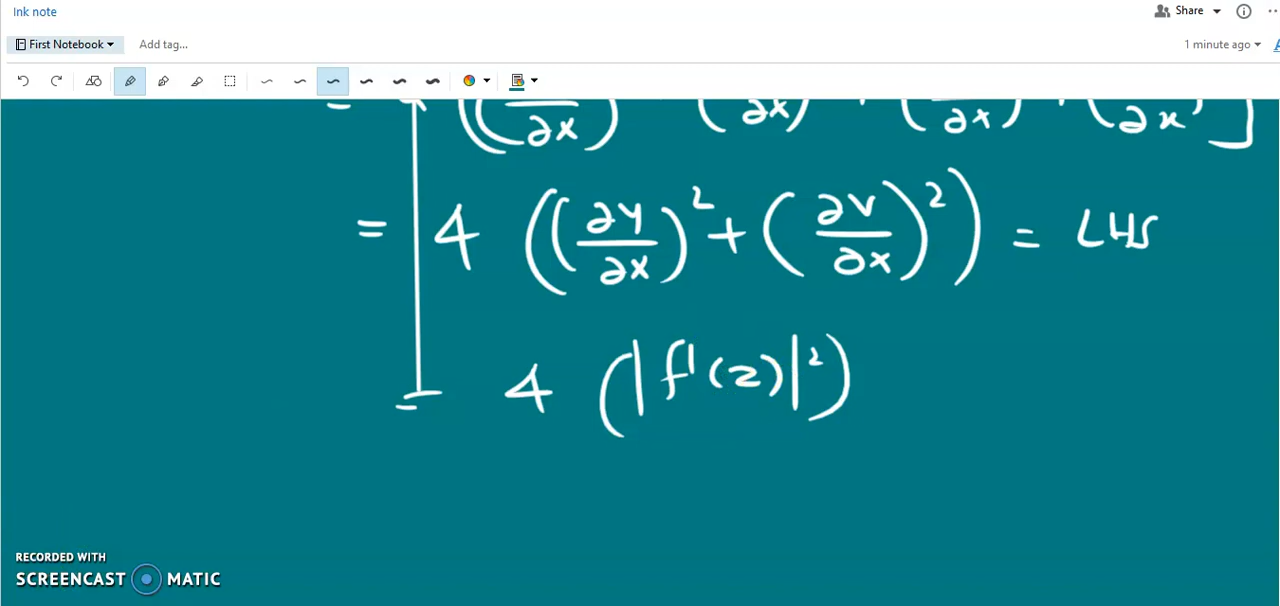 Ink note
Share
First Notebook
Add tag...
1 minute ago
= [ ((∂x) (∂x) + (∂x) + (∂x) ]
= 4 ((∂u/∂x)² + (∂v/∂x)²) = LHS
= 4 (|f'(z)|²)
RECORDED WITH
SCREENCAST MATIC